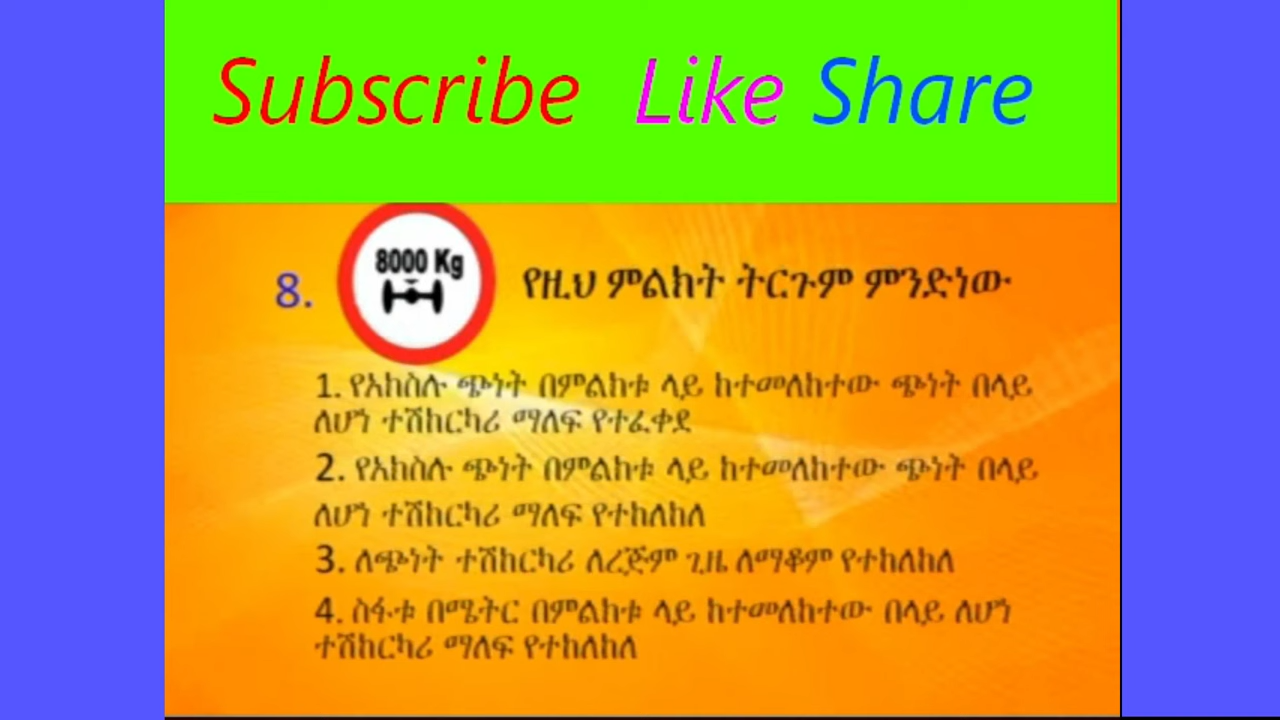 Subscribe Like Share
8000 Kg
8. የዚህ ምልክት ትርጉም ምንድነው
1. የአክስሉ ጭነት በምልክቱ ላይ ከተመለከተው ጭነት በላይ
ለሆነ ተሽከርካሪ ማለፍ የተፈቀደ
2. የአክስሉ ጭነት በምልክቱ ላይ ከተመለከተው ጭነት በላይ
ለሆነ ተሽከርካሪ ማለፍ የተከለከለ
3. ለጭነት ተሽከርካሪ ለረጅም ጊዜ ለማቆም የተከለከለ
4. ስፋቱ በሜትር በምልክቱ ላይ ከተመለከተው በላይ ለሆነ
ተሽከርካሪ ማለፍ የተከለከለ